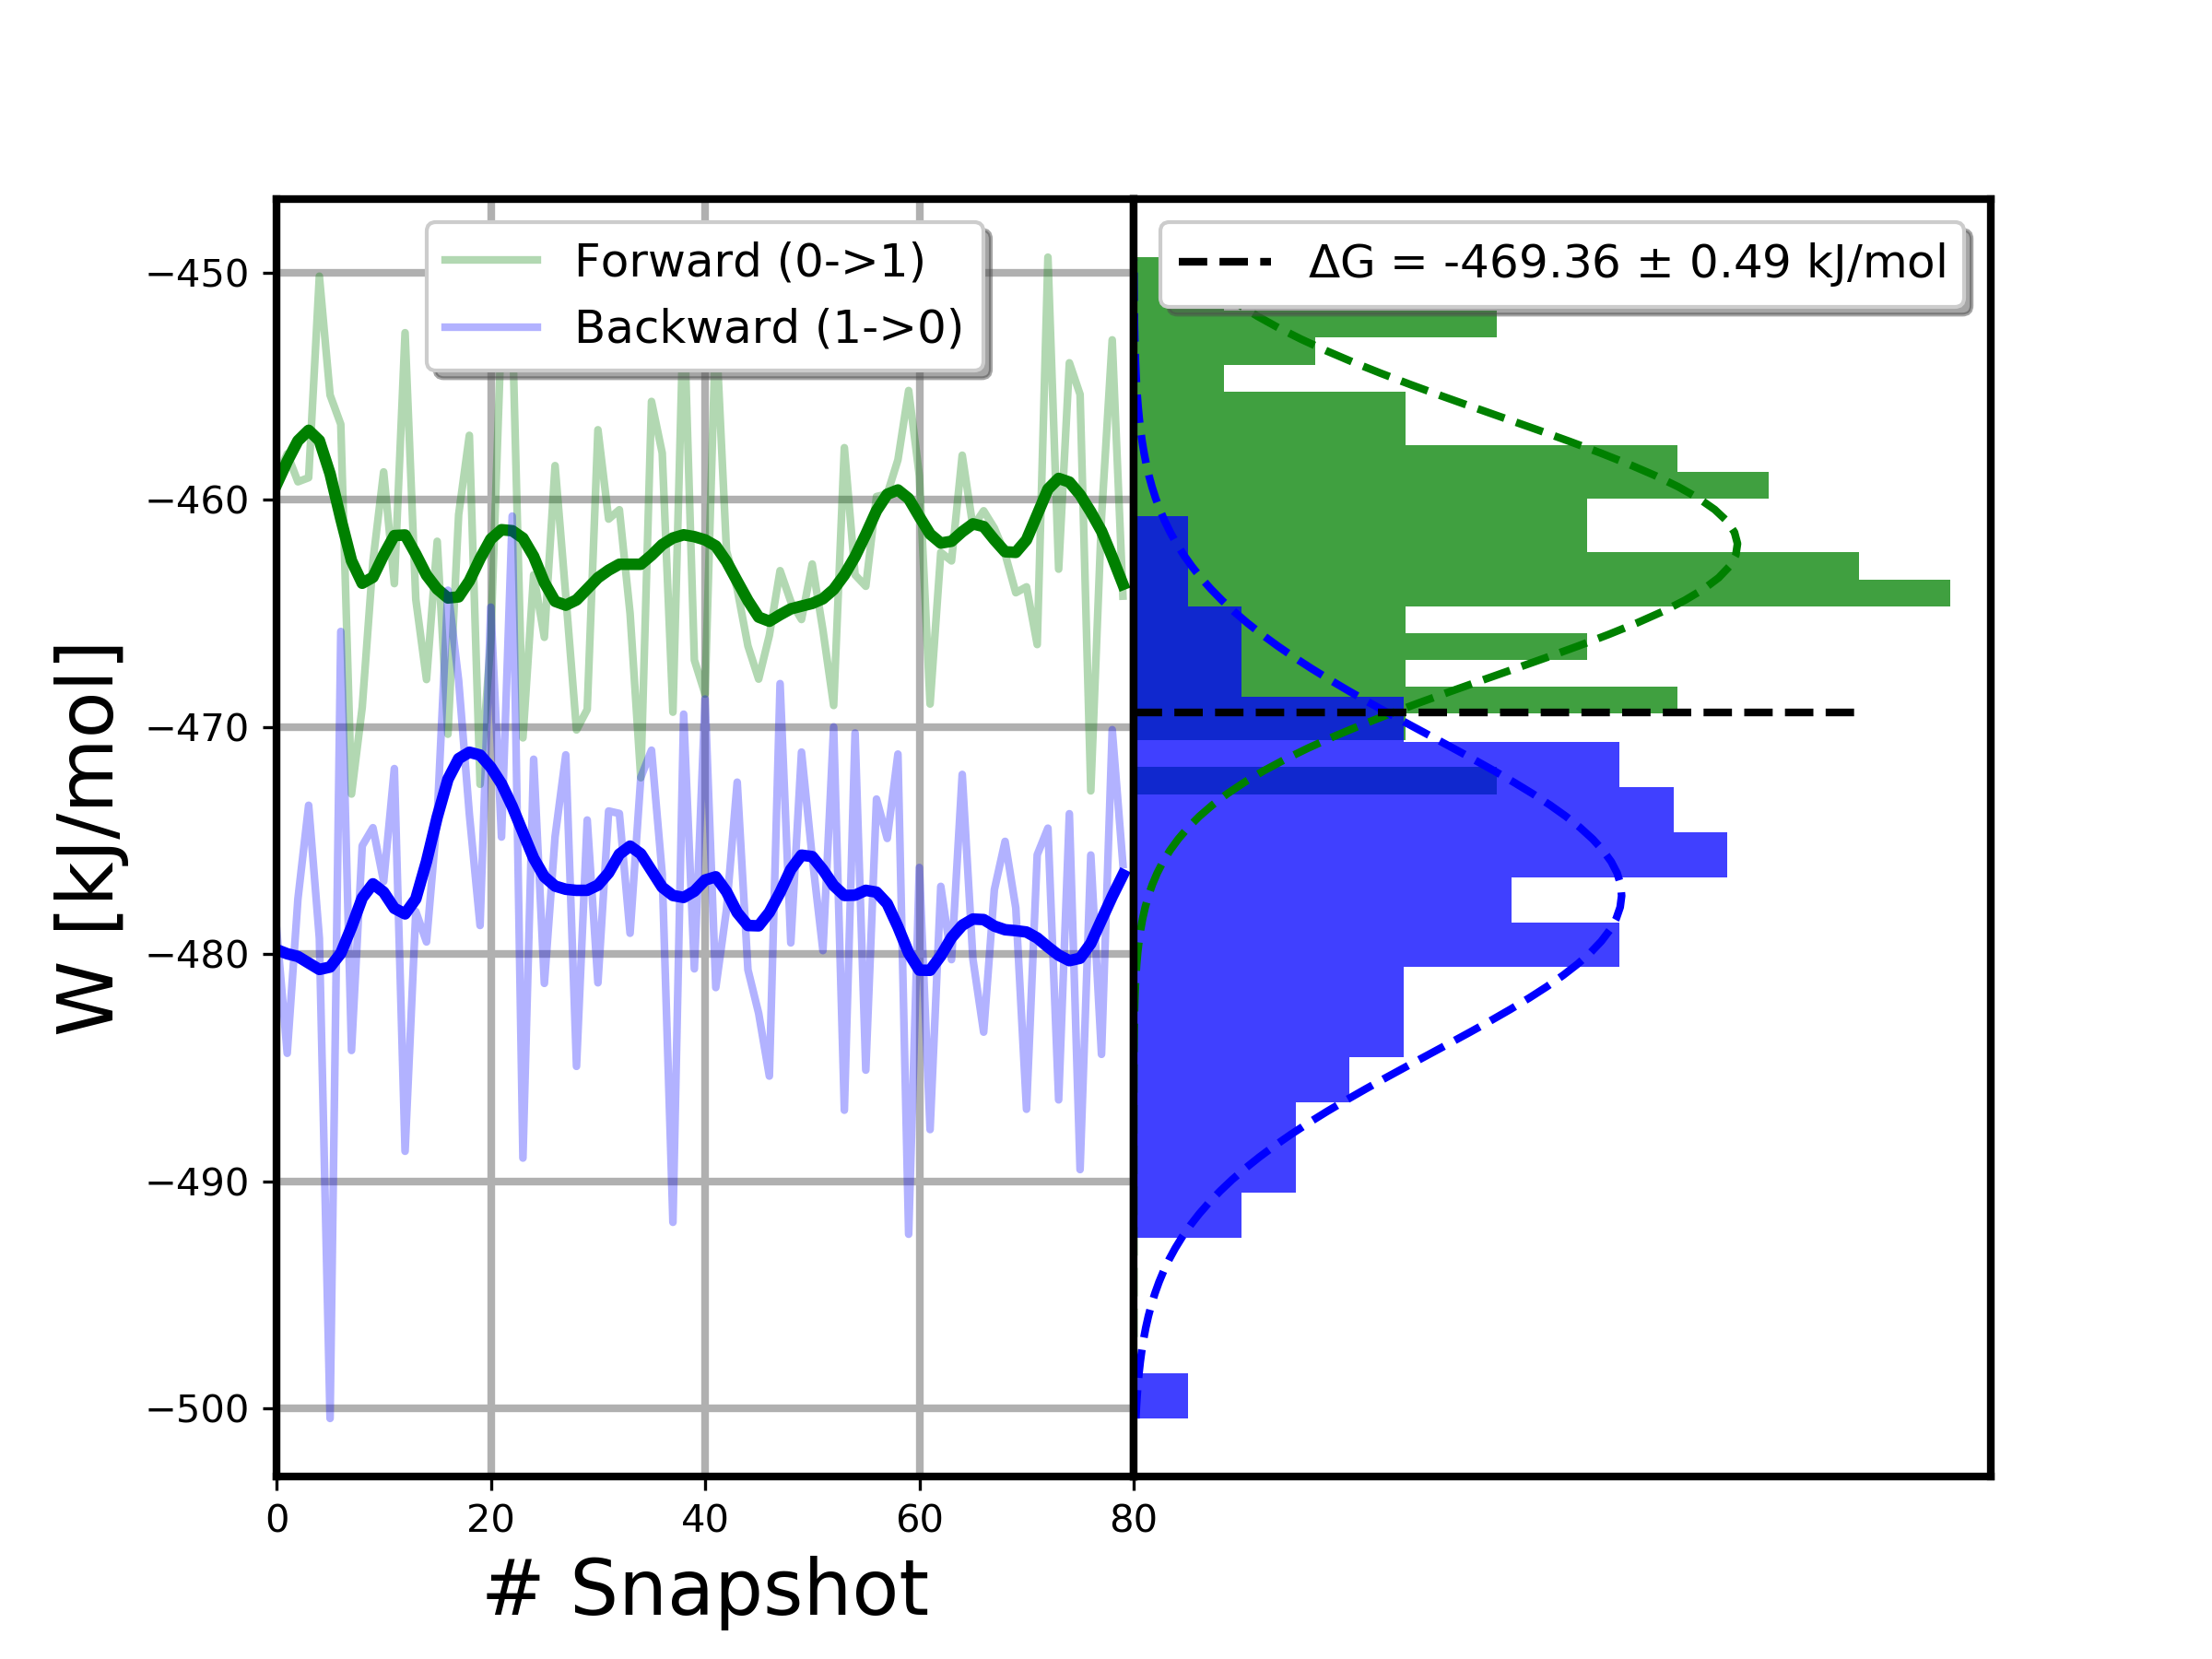 Forward (0->1)
Backward (1->0)
ΔG = -469.36 ± 0.49 kJ/mol
W [kJ/mol]
−450
−460
−470
−480
−490
−500
0
20
40
60
80
# Snapshot